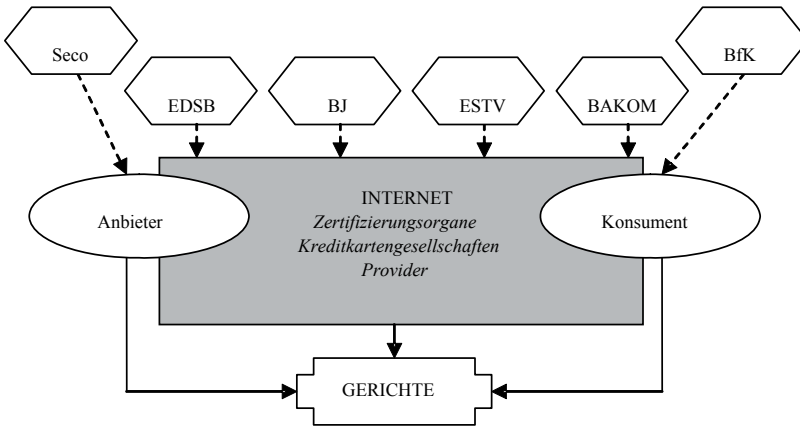 Seco
BfK
EDSB
BJ
ESTV
BAKOM
INTERNET
Zertifizierungsorgane
Kreditkartengesellschaften
Provider
Anbieter
Konsument
GERICHTE